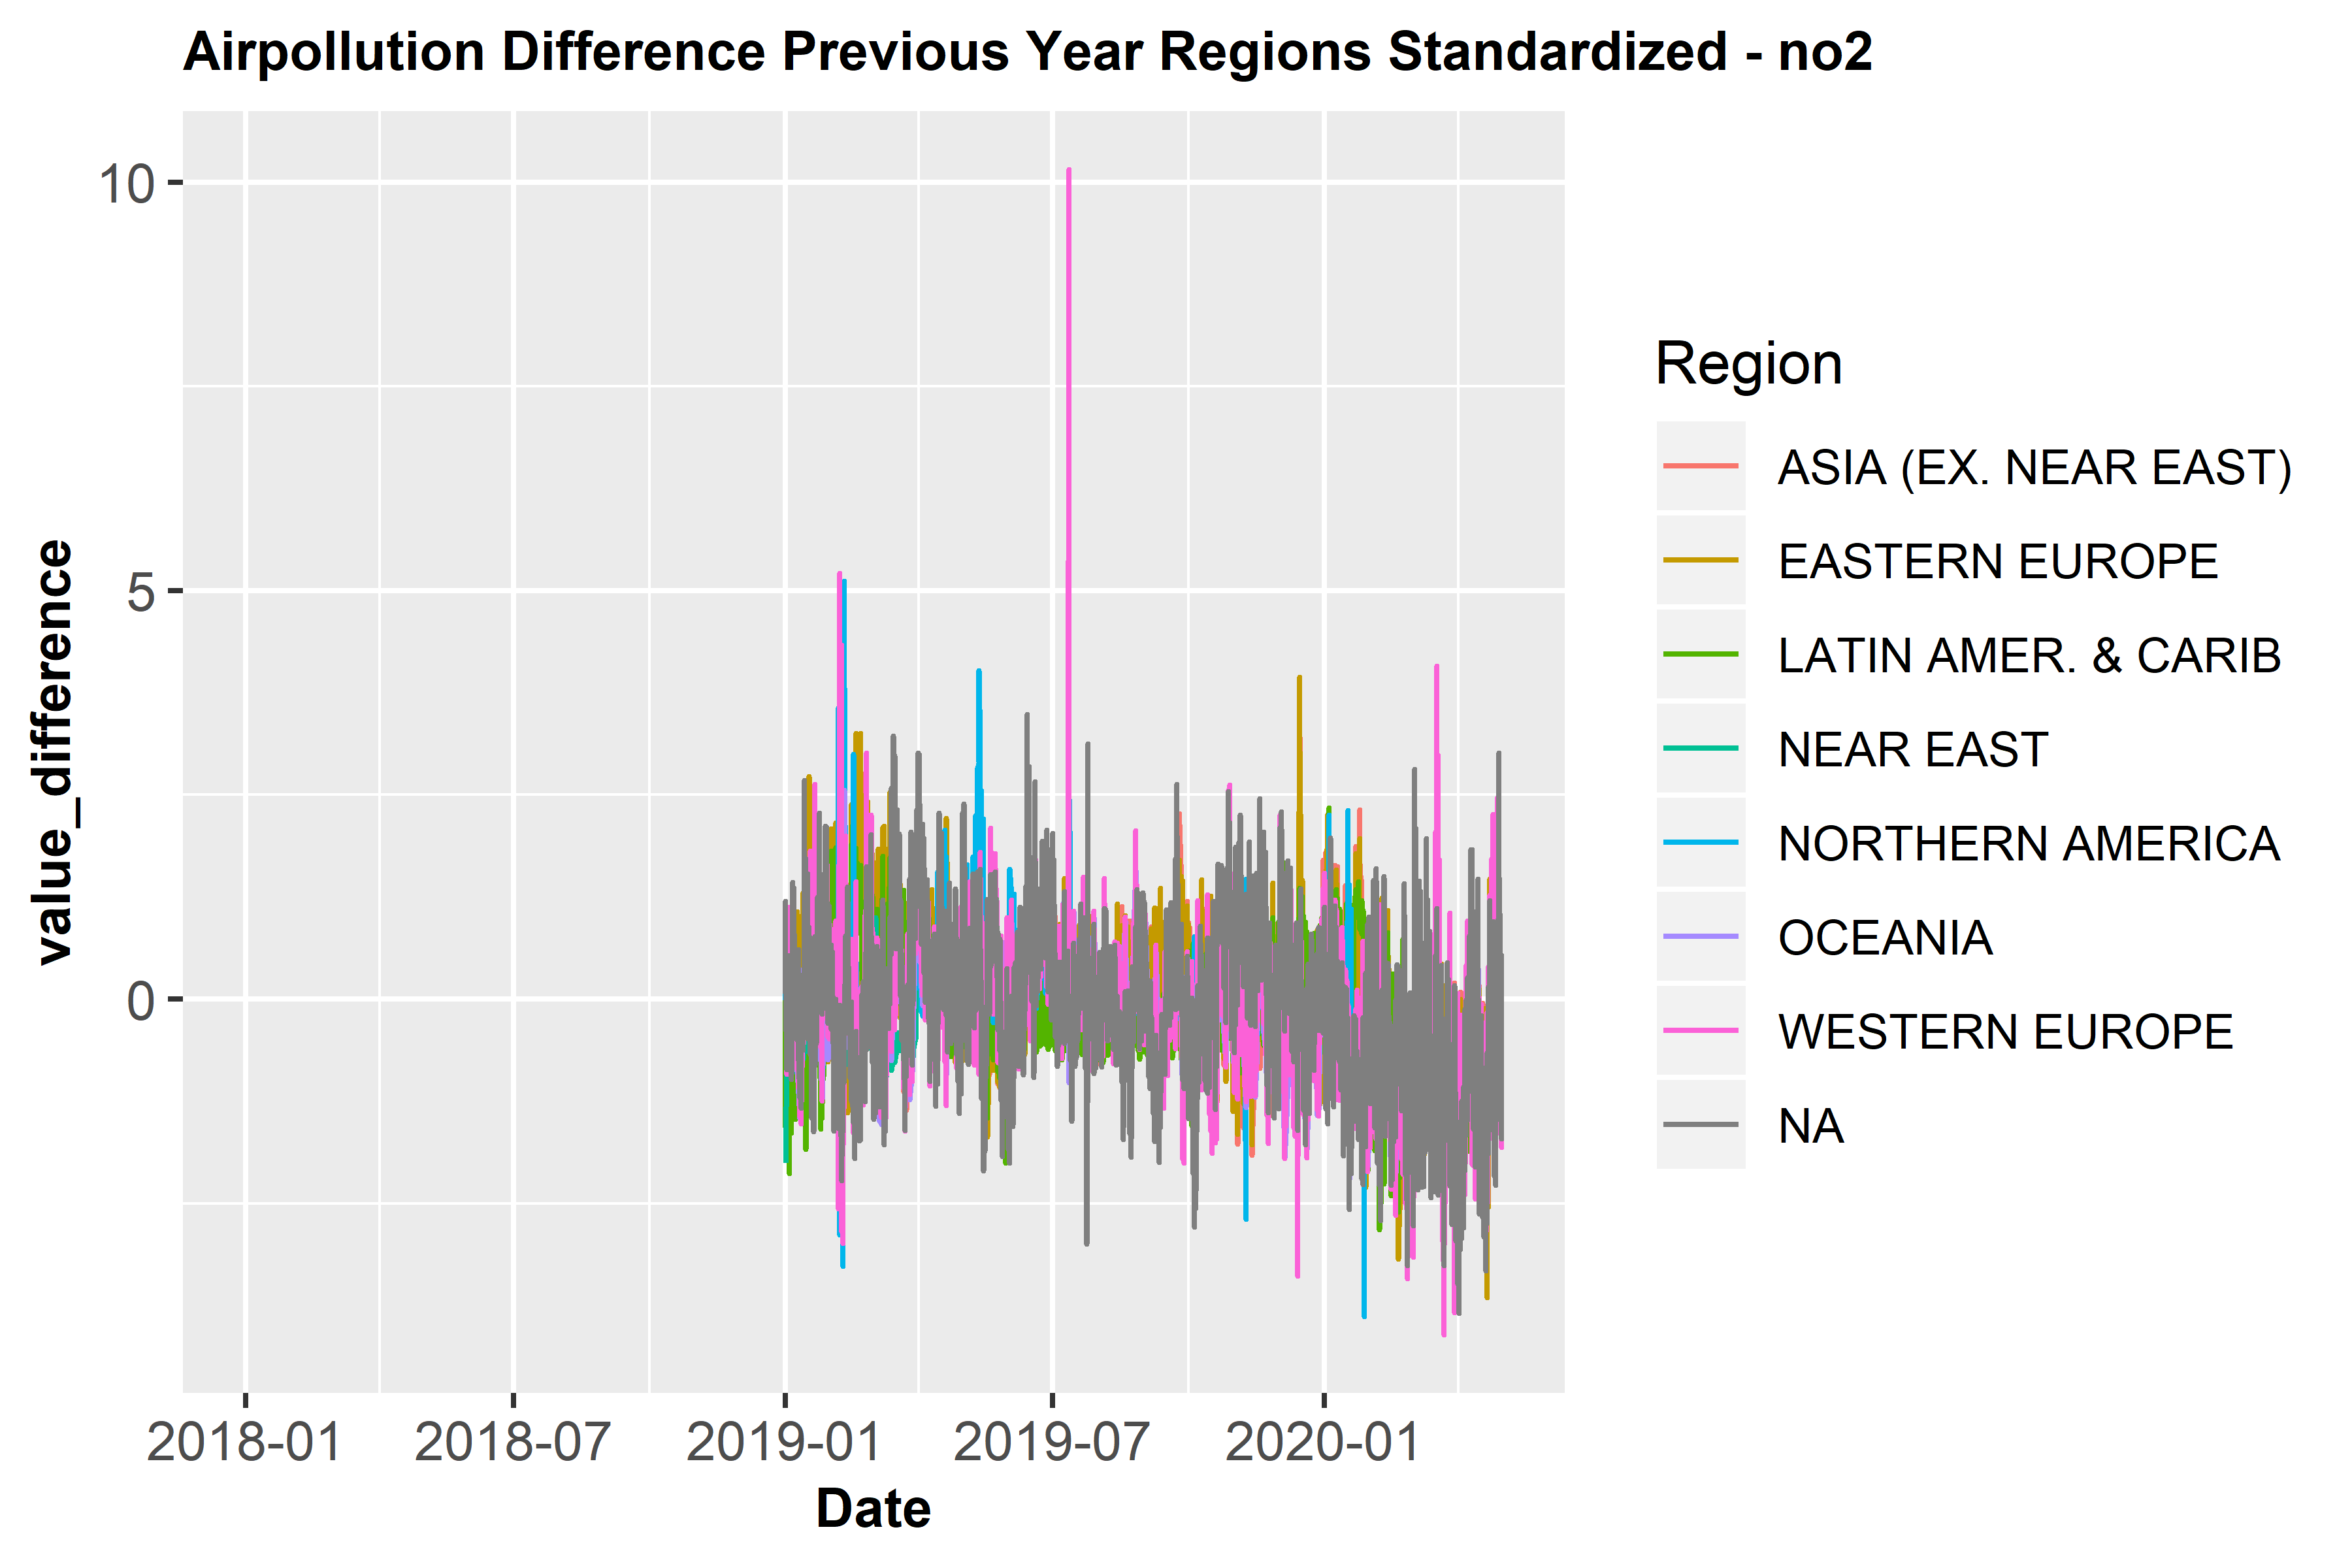 Airpollution Difference Previous Year Regions Standardized - no2
10
5
0
value_difference
2018-01
2018-07
2019-01
2019-07
2020-01
Date
Region
ASIA (EX. NEAR EAST)
EASTERN EUROPE
LATIN AMER. & CARIB
NEAR EAST
NORTHERN AMERICA
OCEANIA
WESTERN EUROPE
NA